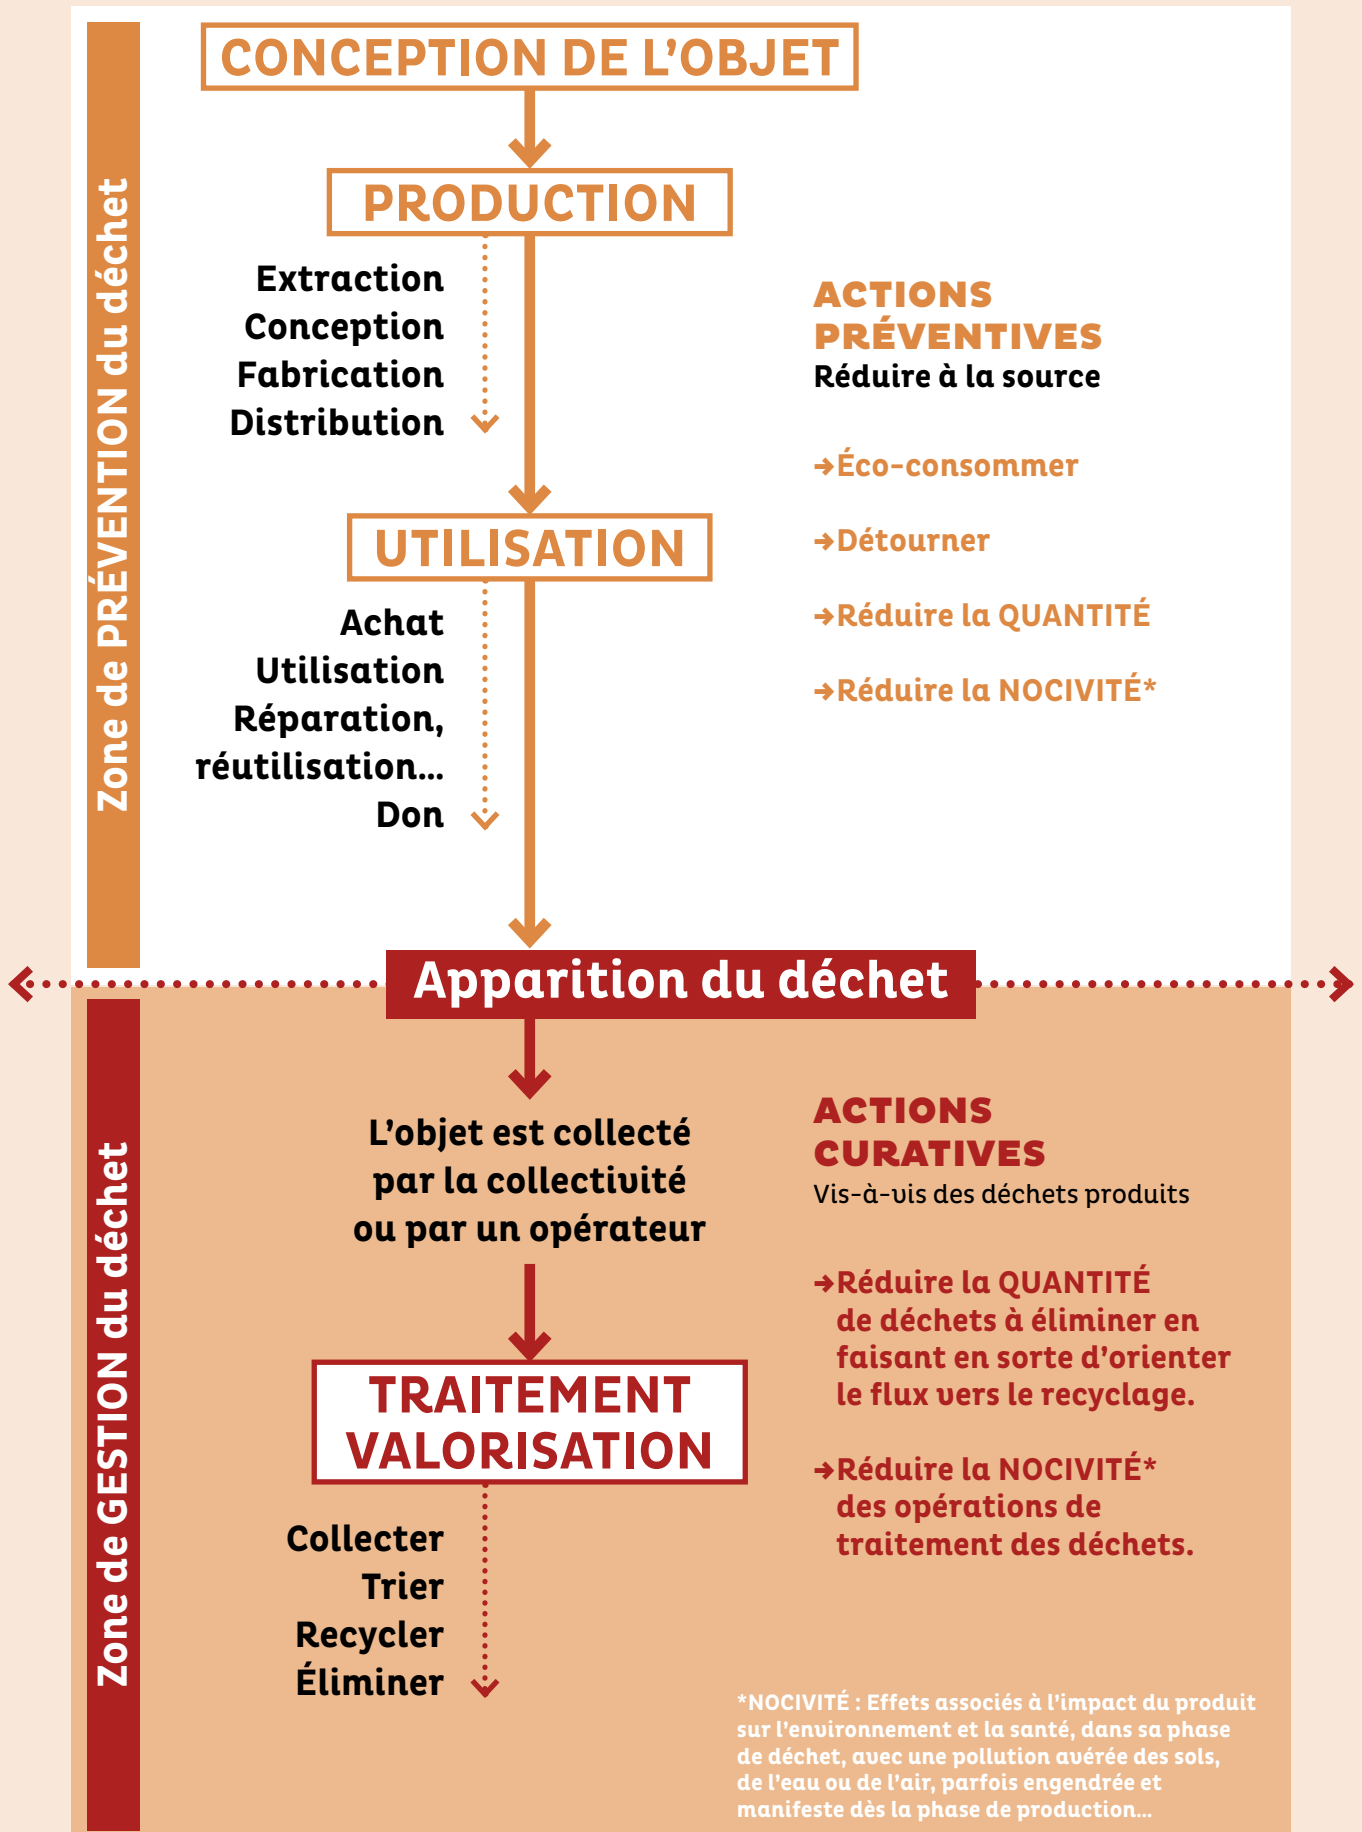 Zone de PRÉVENTION du déchet
CONCEPTION DE L’OBJET
PRODUCTION
Extraction
Conception
Fabrication
Distribution
UTILISATION
Achat
Utilisation
Réparation,
réutilisation...
Don
ACTIONS
PRÉVENTIVES
Réduire à la source
→Éco-consommer
→Détourner
→Réduire la QUANTITÉ
→Réduire la NOCIVITÉ*
Apparition du déchet
Zone de GESTION du déchet
L’objet est collecté
par la collectivité
ou par un opérateur
TRAITEMENT
VALORISATION
Collecter
Trier
Recycler
Éliminer
ACTIONS
CURATIVES
Vis-à-vis des déchets produits
→Réduire la QUANTITÉ
de déchets à éliminer en
faisant en sorte d’orienter
le flux vers le recyclage.
→Réduire la NOCIVITÉ*
des opérations de
traitement des déchets.
*NOCIVITÉ : Effets associés à l’impact du produit
sur l’environnement et la santé, dans sa phase
de déchet, avec une pollution avérée des sols,
de l’eau ou de l’air, parfois engendrée et
manifeste dès la phase de production...